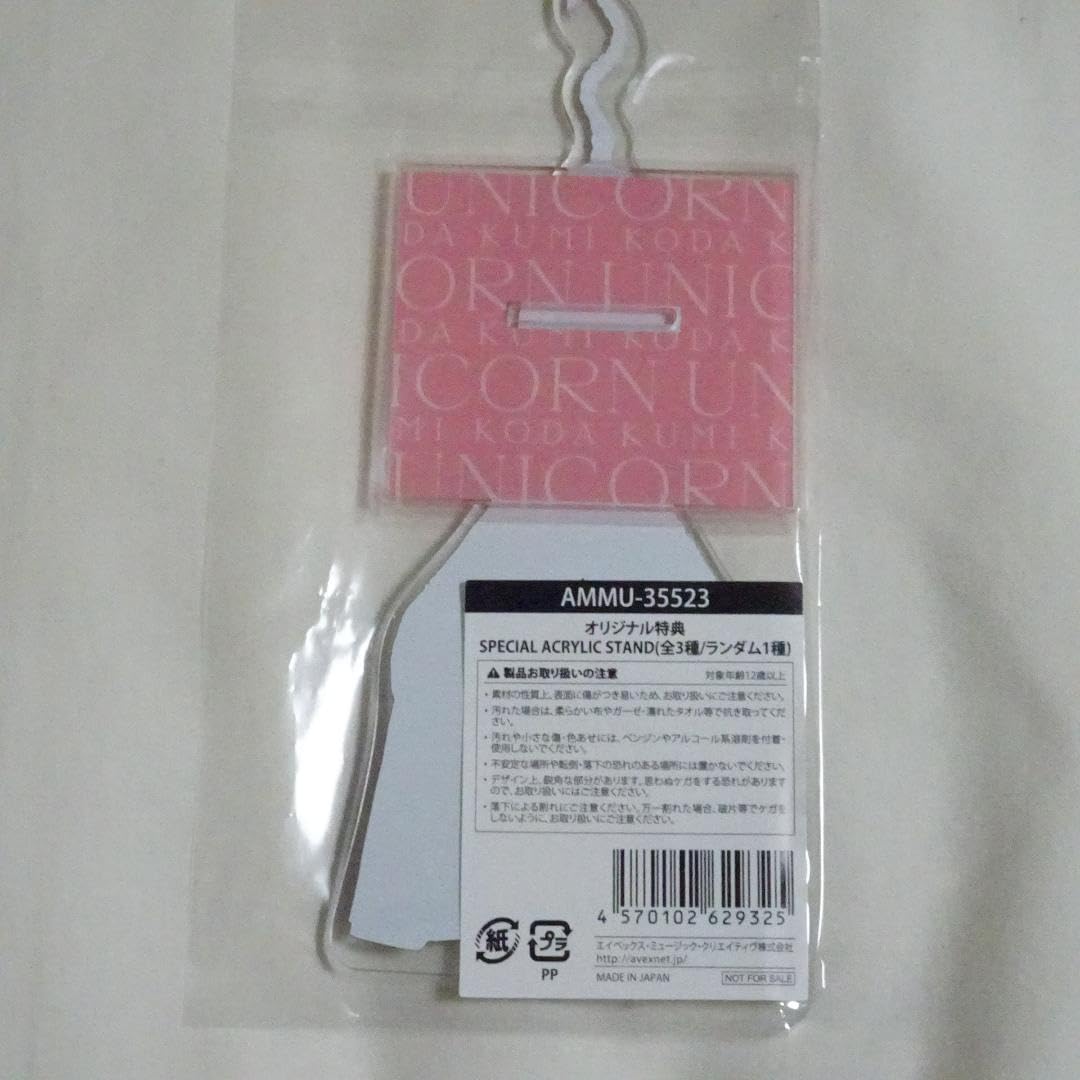 UNICORN
DA KUMI KODA K
ORN UNIC
DA KUMI KODA K
ICORN UN
MI KODA KUMI K
UNICORN
AMMU-35523
オリジナル特典
SPECIAL ACRYLIC STAND(全3種/ランダム1種)
⚠ 製品お取り扱いの注意 対象年齢12歳以上
・素材の性質上、表面に傷がつき易いため、お取り扱いにご注意ください。
・汚れた場合は、柔らかい布やガーゼ・濡れたタオル等で拭き取ってくだ
さい。
・汚れや小さな傷・色あせには、ベンジンやアルコール系溶剤を付着・
使用しないでください。
・不安定な場所や転倒・落下の恐れのある場所には置かないでください。
・デザイン上、鋭角な部分があります。思わぬケガをする恐れがあります
ので、お取り扱いにはご注意ください。
・落下による割れにご注意ください。万一割れた場合、破片等でケガを
しないように、お取り扱いにご注意ください。
4 570102 629325
紙
プラ
PP
エイベックス・ミュージック・クリエイティヴ株式会社
http://avexnet.jp/
MADE IN JAPAN
NOT FOR SALE